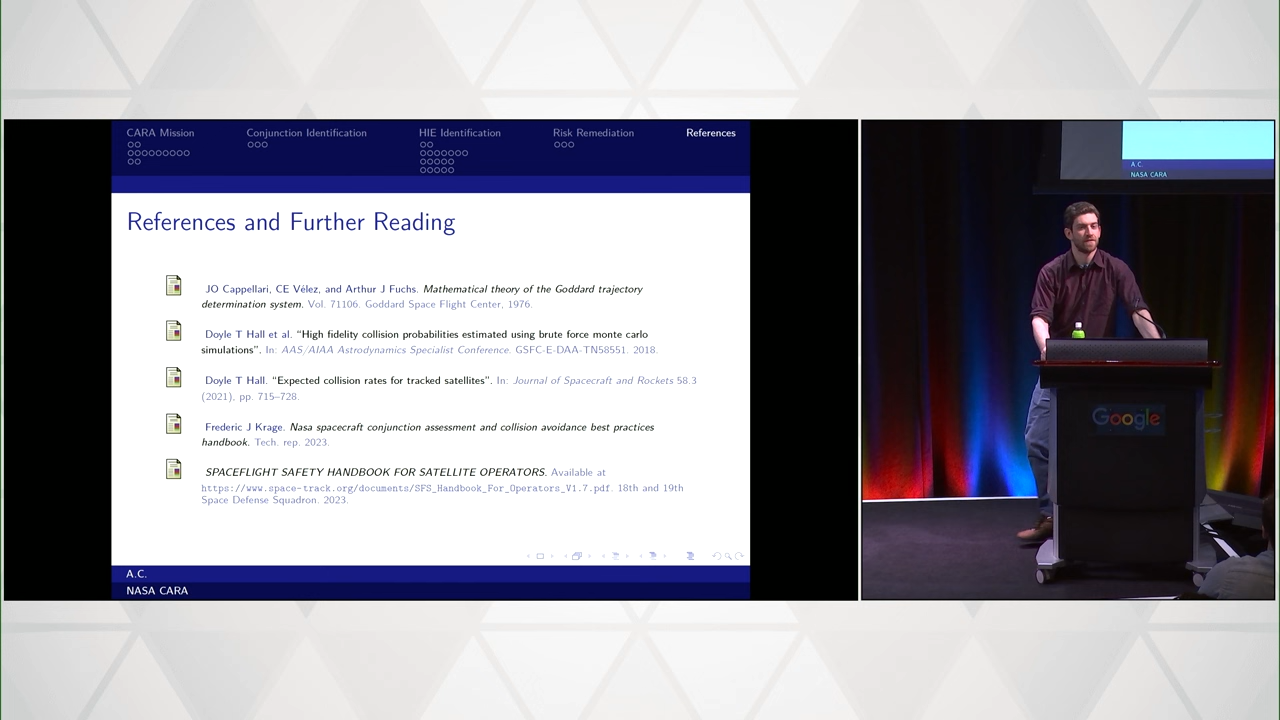 CARA Mission
Conjunction Identification
HIE Identification
Risk Remediation
References
References and Further Reading
JO Cappellari, CE Vélez, and Arthur J Fuchs. Mathematical theory of the Goddard trajectory
determination system. Vol. 71106. Goddard Space Flight Center, 1976.
Doyle T Hall et al. “High fidelity collision probabilities estimated using brute force monte carlo
simulations”. In: AAS/AIAA Astrodynamics Specialist Conference. GSFC-E-DAA-TN58551. 2018.
Doyle T Hall. “Expected collision rates for tracked satellites”. In: Journal of Spacecraft and Rockets 58.3
(2021), pp. 715–728.
Frederic J Krage. Nasa spacecraft conjunction assessment and collision avoidance best practices
handbook. Tech. rep. 2023.
SPACEFLIGHT SAFETY HANDBOOK FOR SATELLITE OPERATORS. Available at
https://www.space-track.org/documents/SFS_Handbook_For_Operators_V1.7.pdf. 18th and 19th
Space Defense Squadron. 2023.
A.C.
NASA CARA
A.C.
NASA CARA
Google